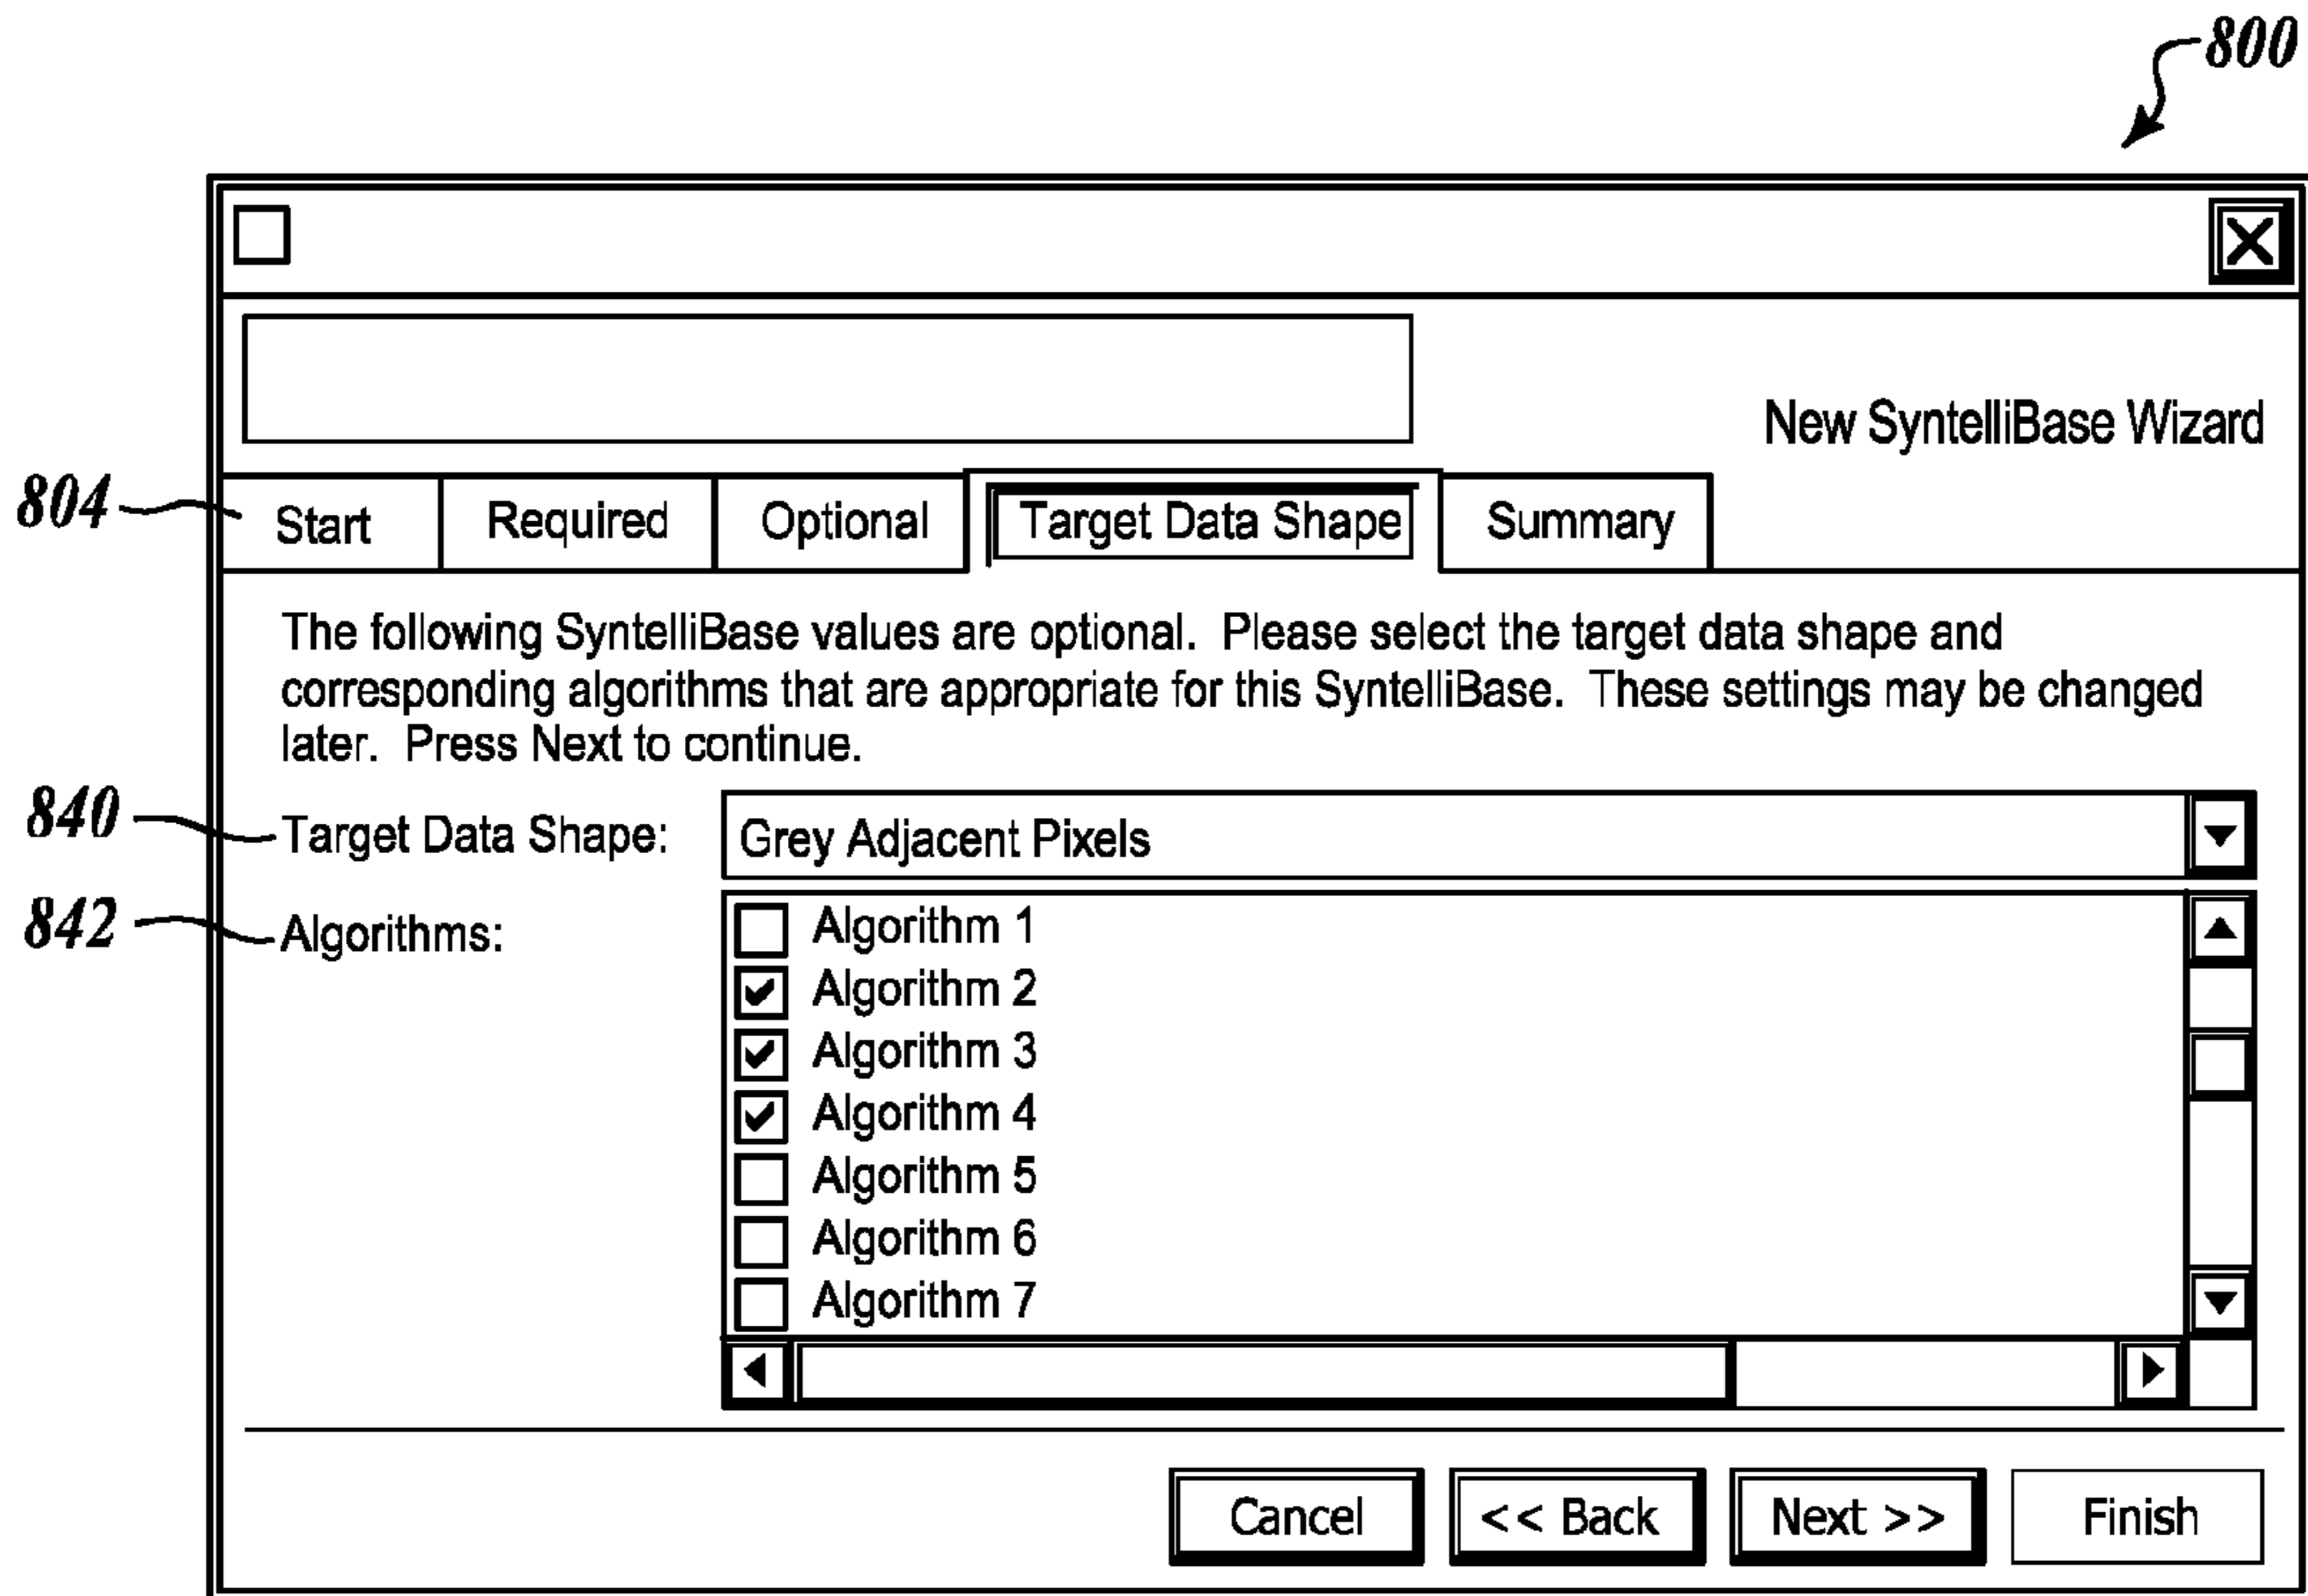 800
New SyntelliBase Wizard
804
Start Required Optional Target Data Shape Summary
The following SyntelliBase values are optional. Please select the target data shape and
corresponding algorithms that are appropriate for this SyntelliBase. These settings may be changed
later. Press Next to continue.
840 Target Data Shape: Grey Adjacent Pixels
842 Algorithms:
Algorithm 1
Algorithm 2
Algorithm 3
Algorithm 4
Algorithm 5
Algorithm 6
Algorithm 7
Cancel << Back Next >> Finish